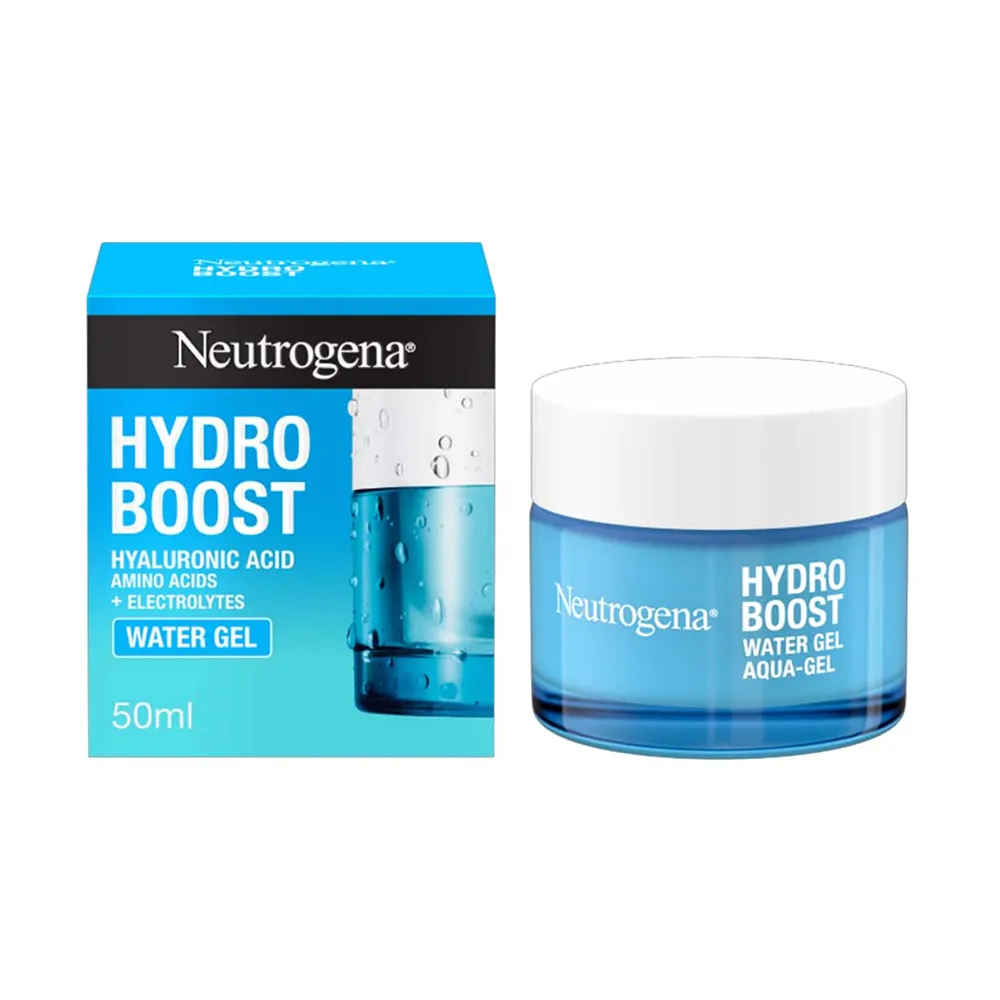 Neutrogena®
HYDRO
BOOST
Neutrogena®
HYDRO
BOOST
HYALURONIC ACID
AMINO ACIDS
+ ELECTROLYTES
WATER GEL
50ml
Neutrogena®
HYDRO
BOOST
WATER GEL
AQUA-GEL